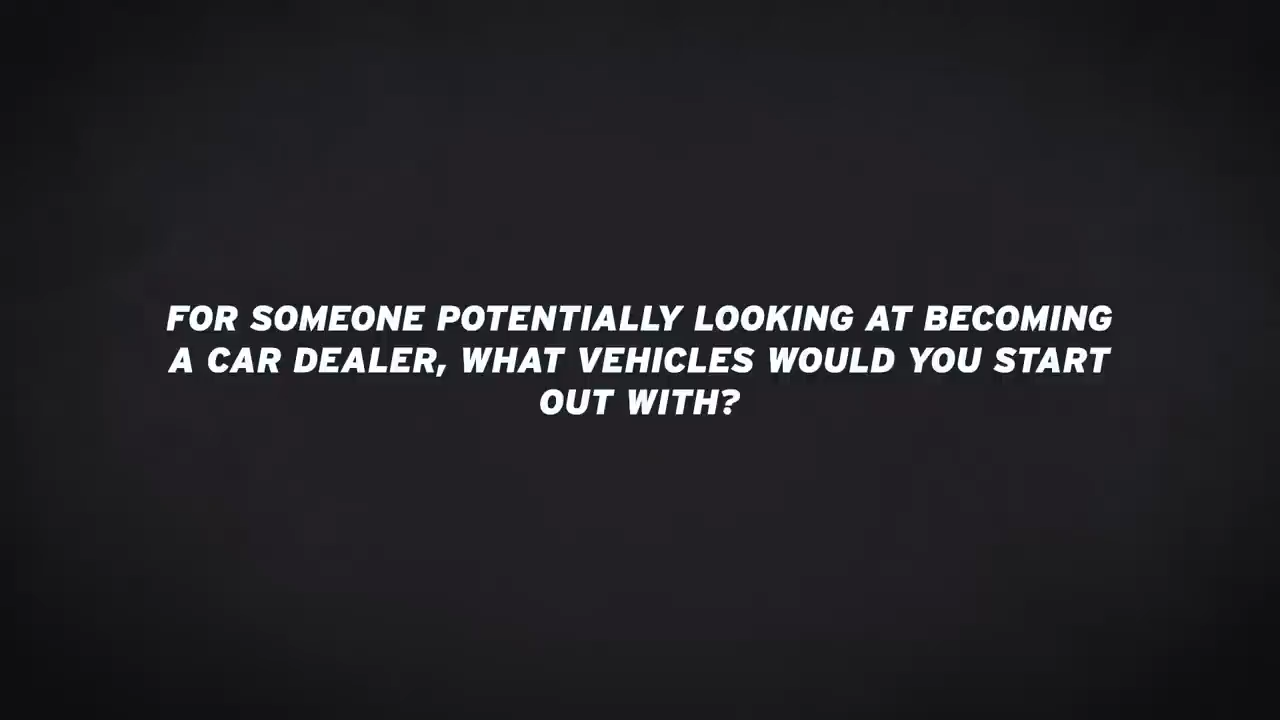 FOR SOMEONE POTENTIALLY LOOKING AT BECOMING
A CAR DEALER, WHAT VEHICLES WOULD YOU START
OUT WITH?